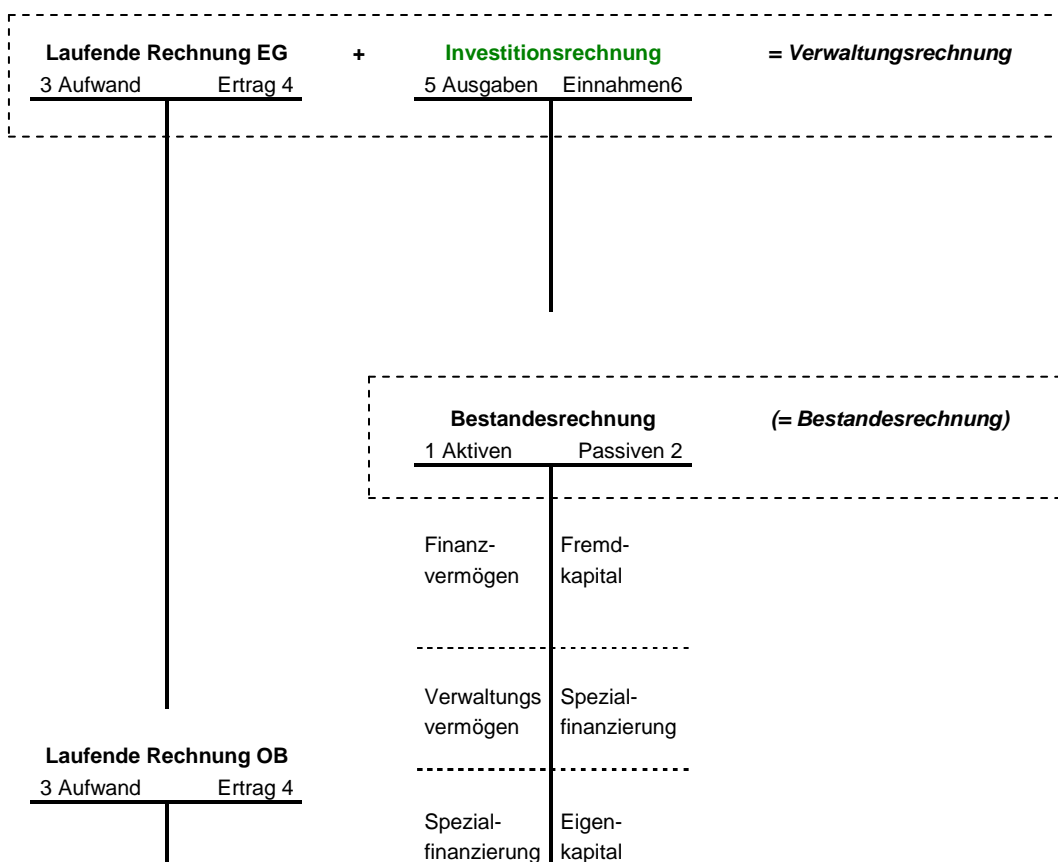 Laufende Rechnung EG + Investitionsrechnung = Verwaltungsrechnung
3 Aufwand Ertrag 4 5 Ausgaben Einnahmen6
Bestandesrechnung (= Bestandesrechnung)
1 Aktiven Passiven 2
Finanz- Fremd-
vermögen kapital
Verwaltungs Spezial-
vermögen finanzierung
Laufende Rechnung OB
3 Aufwand Ertrag 4
Spezial- Eigen-
finanzierung kapital